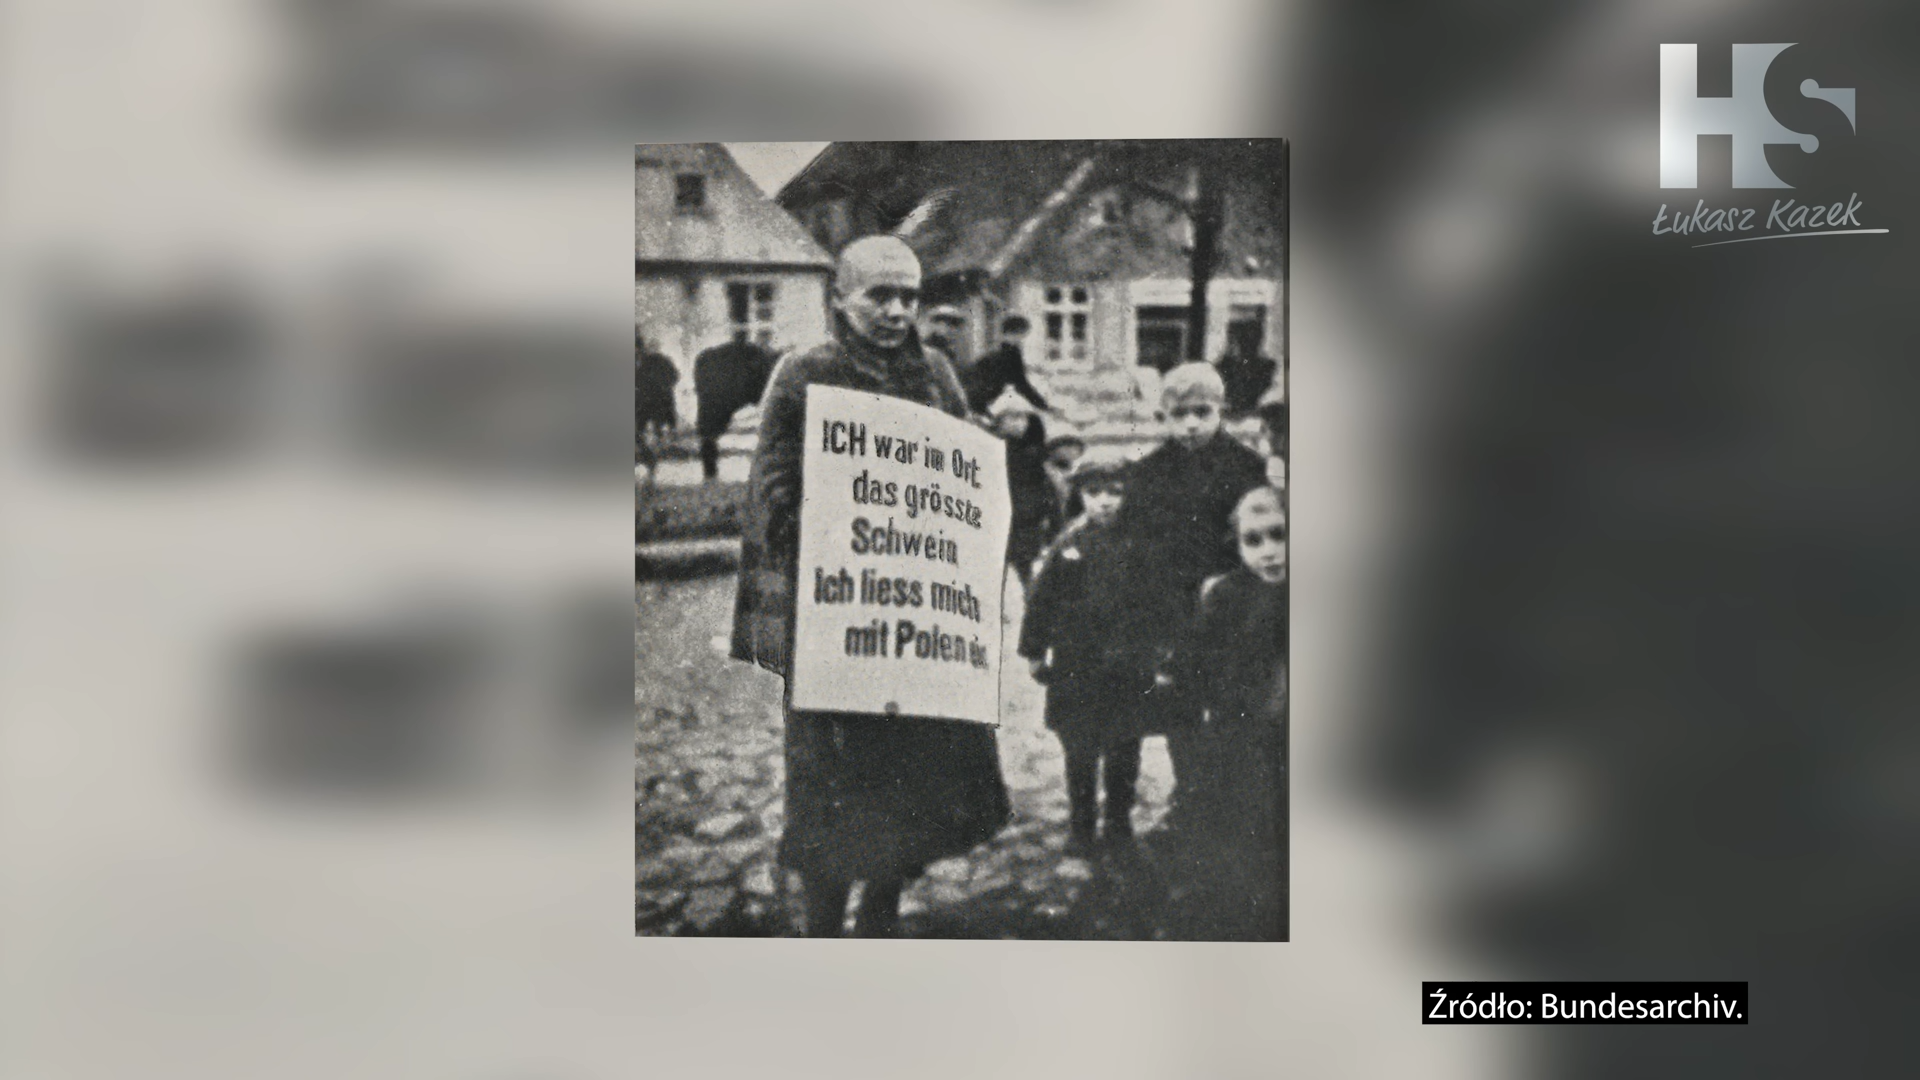 HS
Łukasz Kazek
ICH war im Ort
das grösste
Schwein
Ich liess mich
mit Polen ein
Źródło: Bundesarchiv.